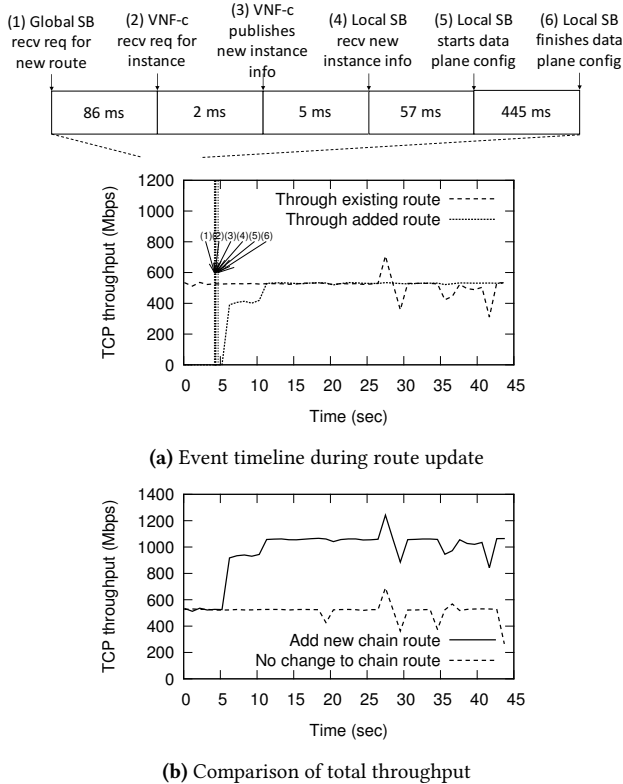 (1) Global SB
recv req for
new route
(2) VNF-c
recv req for
instance
(3) VNF-c
publishes
new instance
info
(4) Local SB
recv new
instance info
(5) Local SB
starts data
plane config
(6) Local SB
finishes data
plane config
86 ms 2 ms 5 ms 57 ms 445 ms
TCP throughput (Mbps)
1200
1000
800
600
400
200
0
Through existing route
Through added route
(1)(2)(3)(4)(5)(6)
0 5 10 15 20 25 30 35 40 45
Time (sec)
(a) Event timeline during route update
TCP throughput (Mbps)
1400
1200
1000
800
600
400
200
0
Add new chain route
No change to chain route
0 5 10 15 20 25 30 35 40 45
Time (sec)
(b) Comparison of total throughput